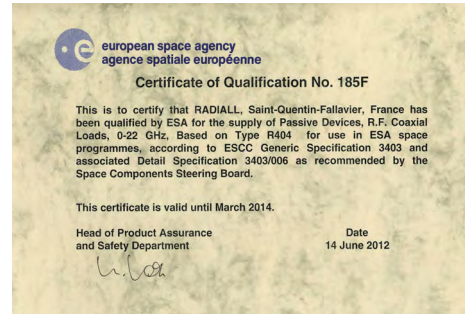 european space agency
agence spatiale européenne
Certificate of Qualification No. 185F
This is to certify that RADIALL, Saint-Quentin-Fallavier, France has
been qualified by ESA for the supply of Passive Devices, R.F. Coaxial
Loads, 0-22 GHz, Based on Type R404 for use in ESA space
programmes, according to ESCC Generic Specification 3403 and
associated Detail Specification 3403/006 as recommended by the
Space Components Steering Board.
This certificate is valid until March 2014.
Head of Product Assurance
and Safety Department
Date
14 June 2012